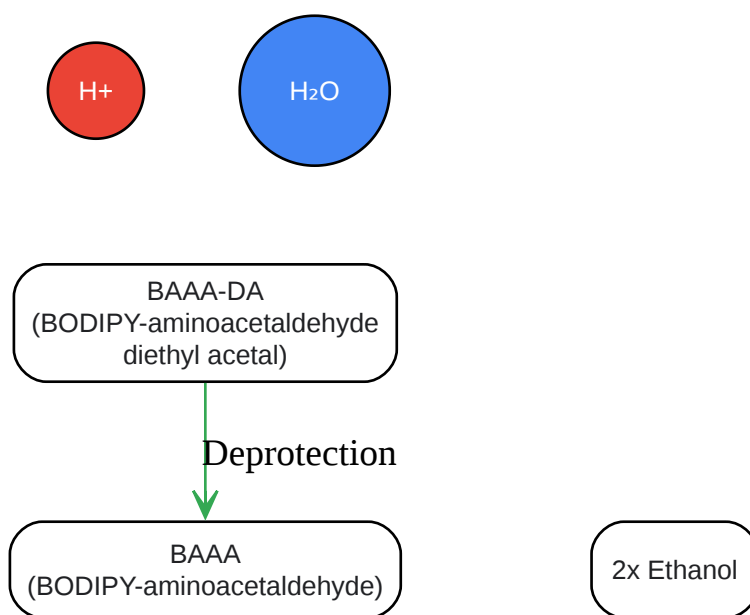 H+
H₂O
BAAA-DA
(BODIPY-aminoacetaldehyde
diethyl acetal)
Deprotection
BAAA
(BODIPY-aminoacetaldehyde)
2x Ethanol